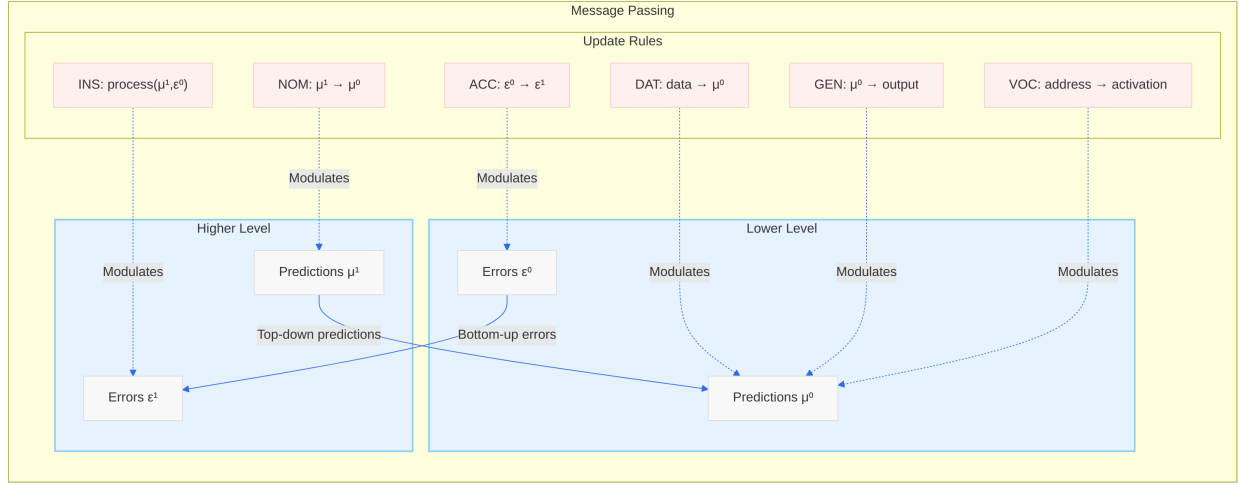 Message Passing
Update Rules
INS: process(μ¹,ε⁰)
NOM: μ¹ → μ⁰
ACC: ε⁰ → ε¹
DAT: data → μ⁰
GEN: μ⁰ → output
VOC: address → activation
Modulates
Modulates
Higher Level
Lower Level
Modulates
Predictions μ¹
Errors ε⁰
Modulates
Modulates
Modulates
Top-down predictions
Bottom-up errors
Errors ε¹
Predictions μ⁰